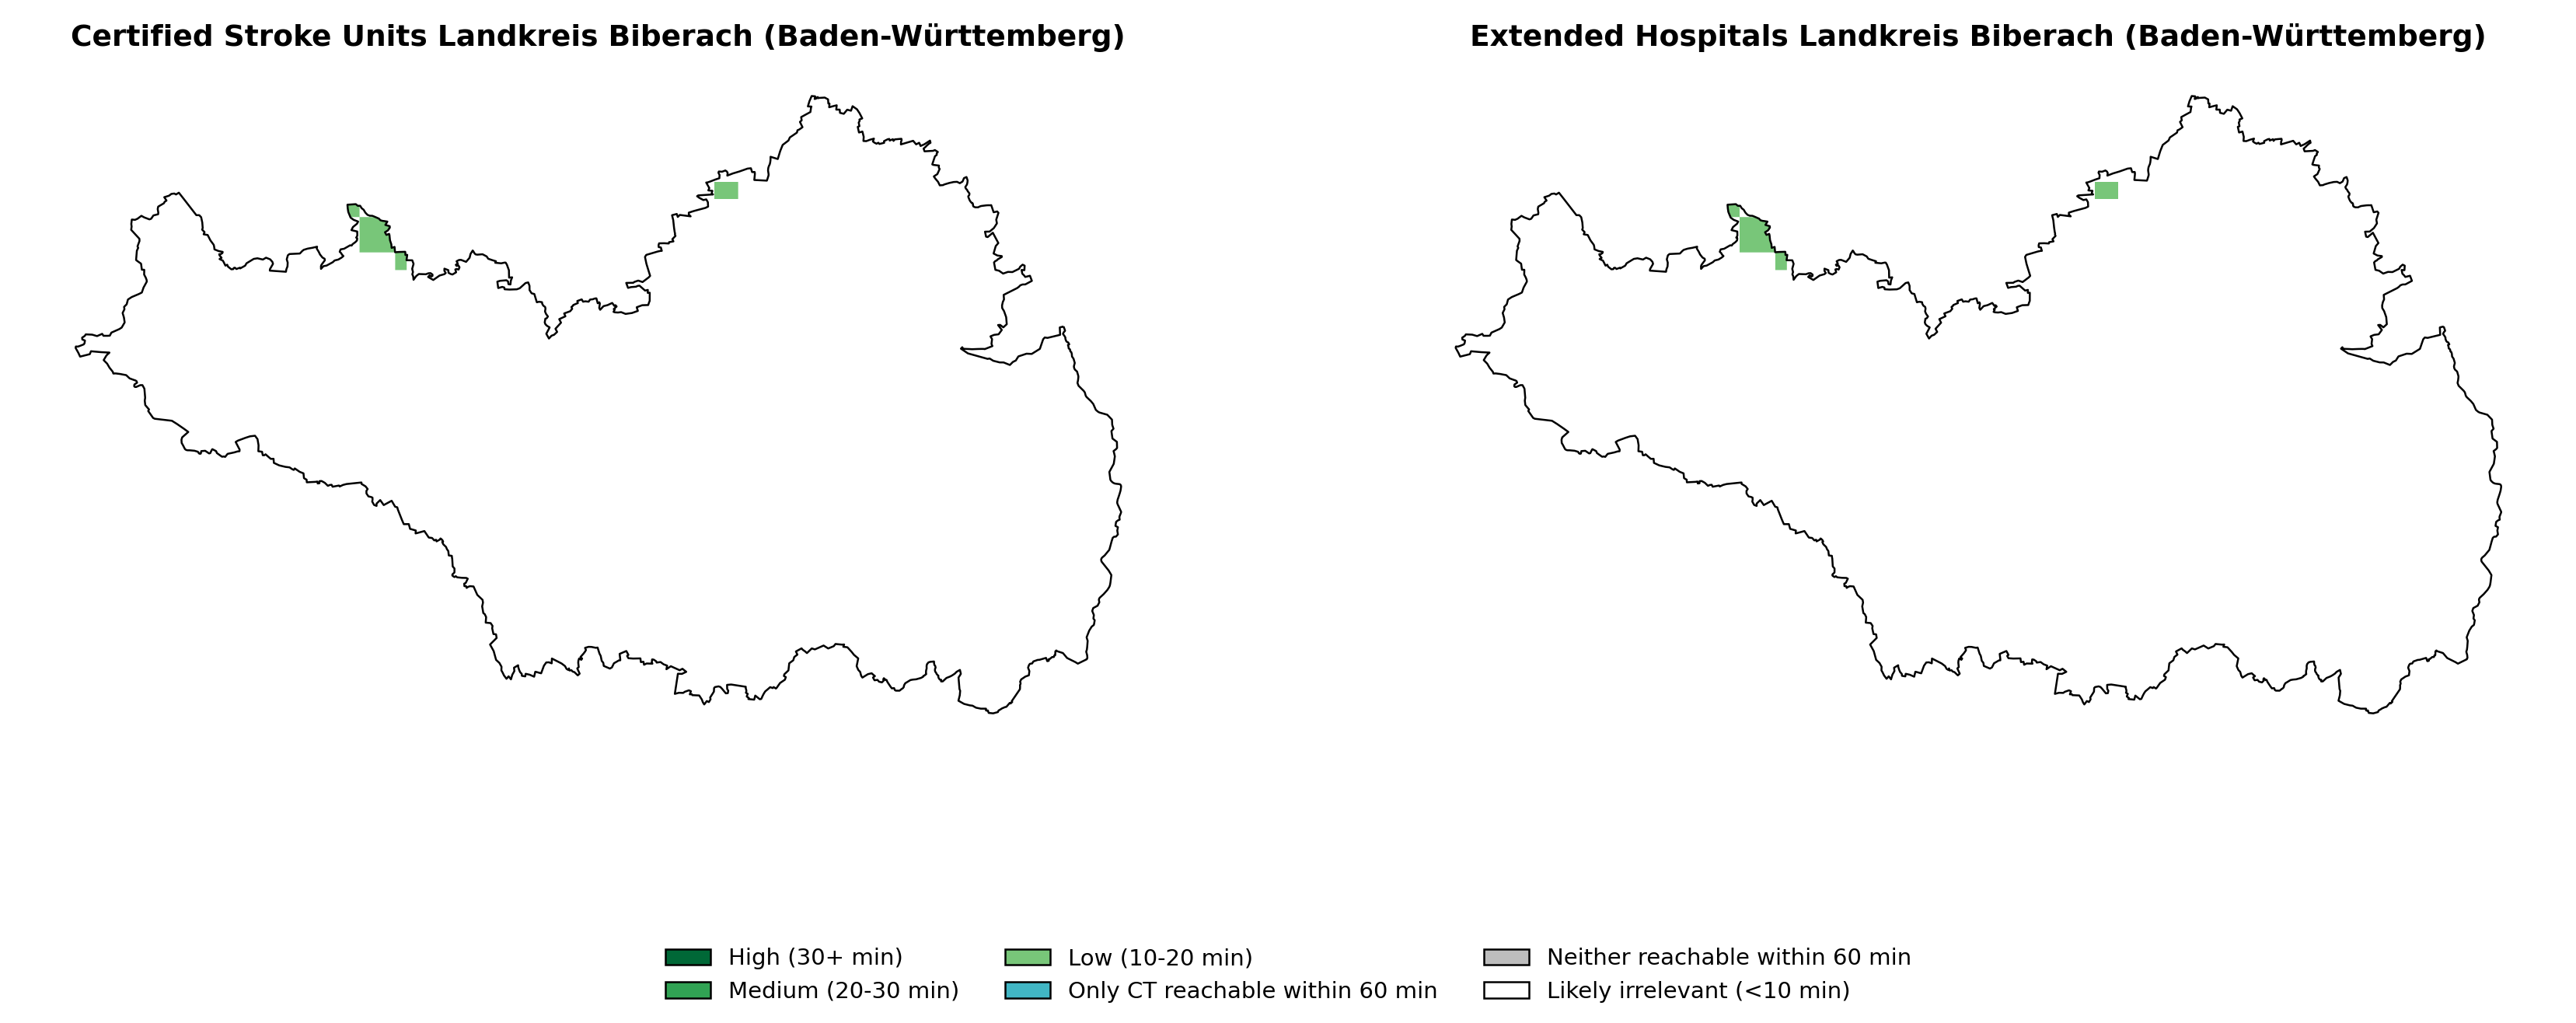 Certified Stroke Units Landkreis Biberach (Baden-Württemberg)
Extended Hospitals Landkreis Biberach (Baden-Württemberg)
High (30+ min)
Medium (20-30 min)
Low (10-20 min)
Only CT reachable within 60 min
Neither reachable within 60 min
Likely irrelevant (<10 min)